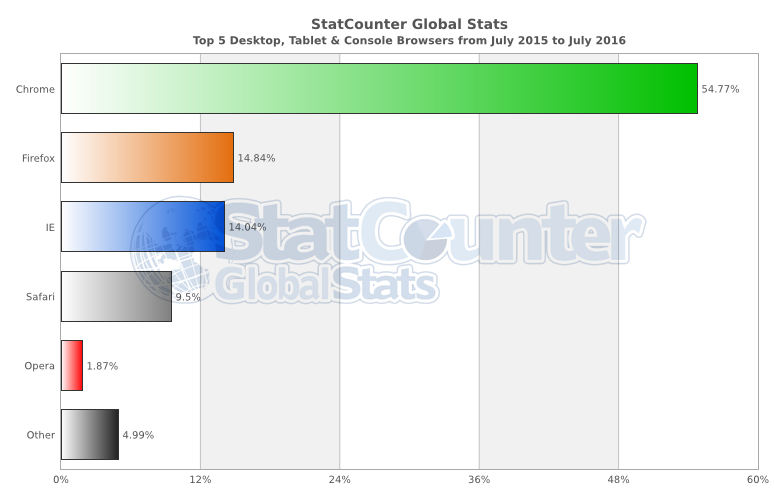 StatCounter Global Stats
Top 5 Desktop, Tablet & Console Browsers from July 2015 to July 2016
Chrome 54.77%
Firefox 14.84%
IE 14.04%
StatCounter
GlobalStats
Safari 9.5%
Opera 1.87%
Other 4.99%
0% 12% 24% 36% 48% 60%